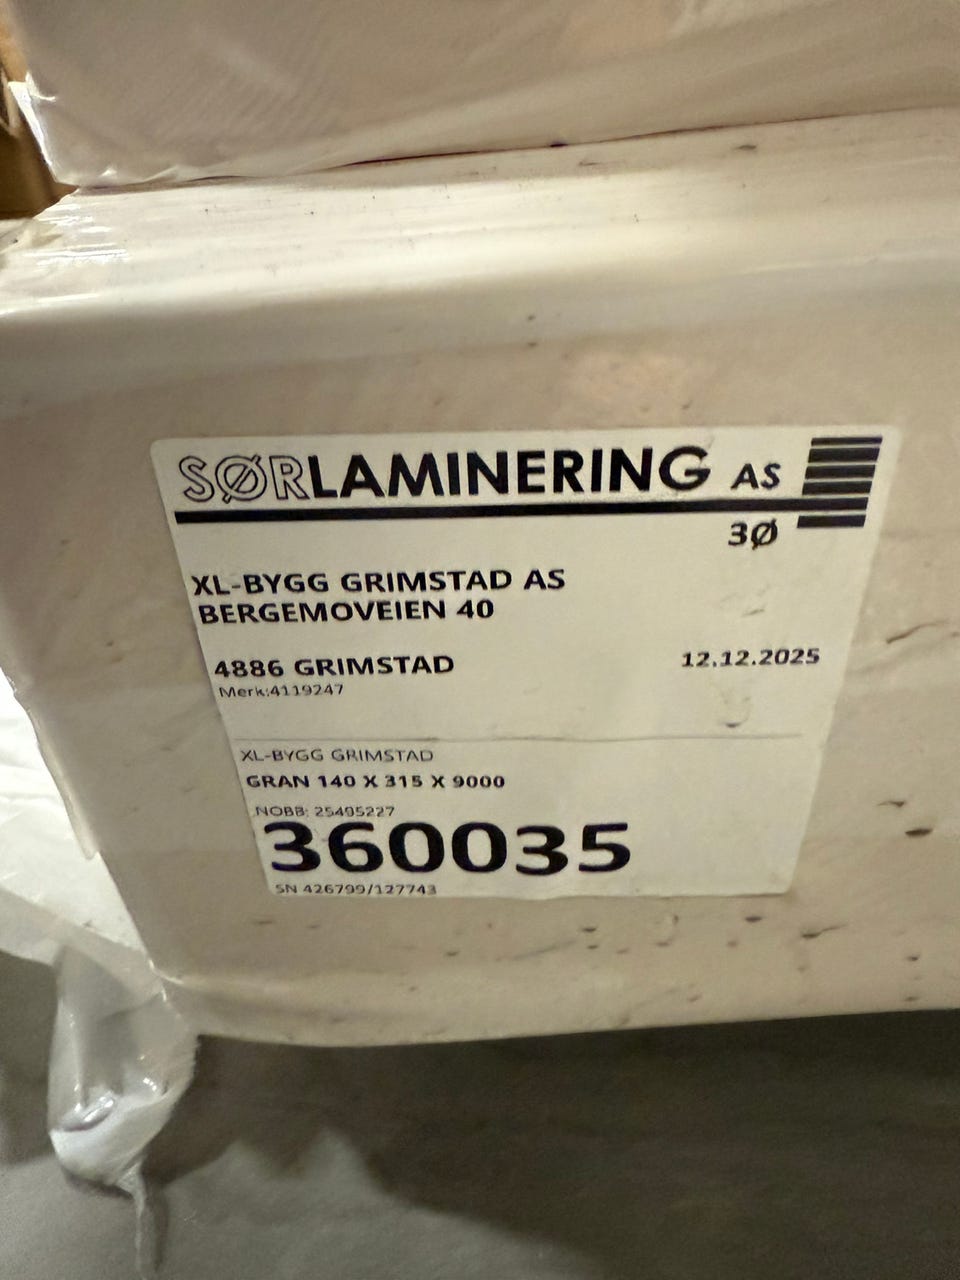 SØRLAMINERING AS
3Ø
XL-BYGG GRIMSTAD AS
BERGEMOVEIEN 40
4886 GRIMSTAD 12.12.2025
Merk:4119247
XL-BYGG GRIMSTAD
GRAN 140 X 315 X 9000
NOBB: 25495227
360035
SN 426799/127743